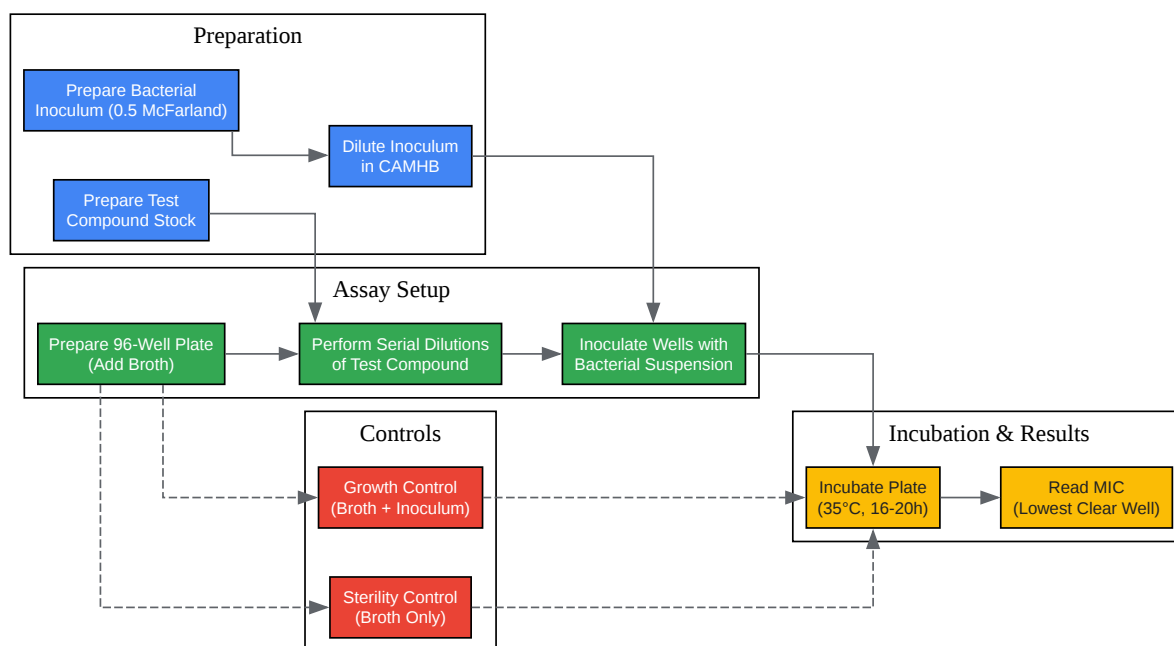 Preparation
Prepare Bacterial
Inoculum (0.5 McFarland)
Dilute Inoculum
in CAMHB
Prepare Test
Compound Stock
Assay Setup
Prepare 96-Well Plate
(Add Broth)
Perform Serial Dilutions
of Test Compound
Inoculate Wells with
Bacterial Suspension
Controls
Growth Control
(Broth + Inoculum)
Sterility Control
(Broth Only)
Incubation & Results
Incubate Plate
(35°C, 16-20h)
Read MIC
(Lowest Clear Well)